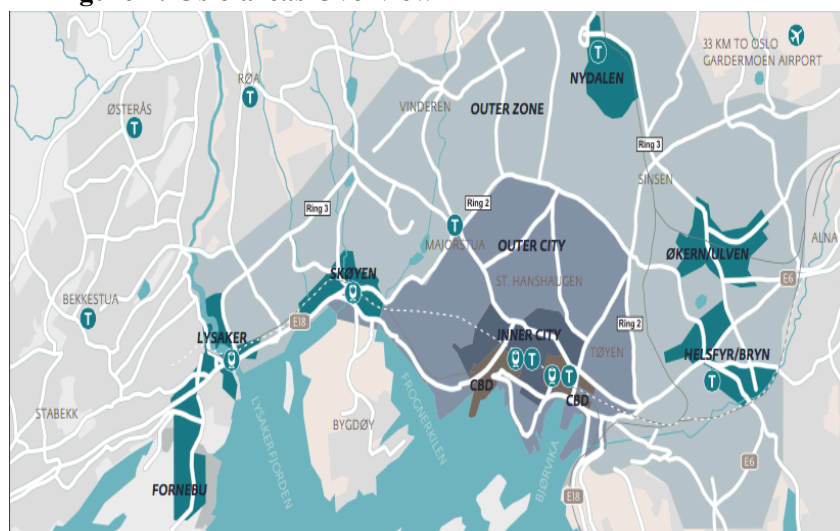 33 KM TO OSLO
GARDERMOEN AIRPORT
T
NYDALEN
RØA
T
VINDEREN
OUTER ZONE
ØSTERÅS
T
Ring 3
SINSEN
Ring 3
Ring 2
T
MAJORSTUA
OUTER CITY
ALNA
ØKERN/ULVEN
SKØYEN
ST. HANSHAUGEN
E6
BEKKESTUA
T
E18
Ring 2
LYSAKER
INNER CITY
T
TØYEN
HELSFYR/BRYN
T
T
CBD
CBD
FROGNERKILEN
LYSAKERFJORDEN
STABEKK
BYGDØY
BJØRVIKA
E6
FORNEBU
E18